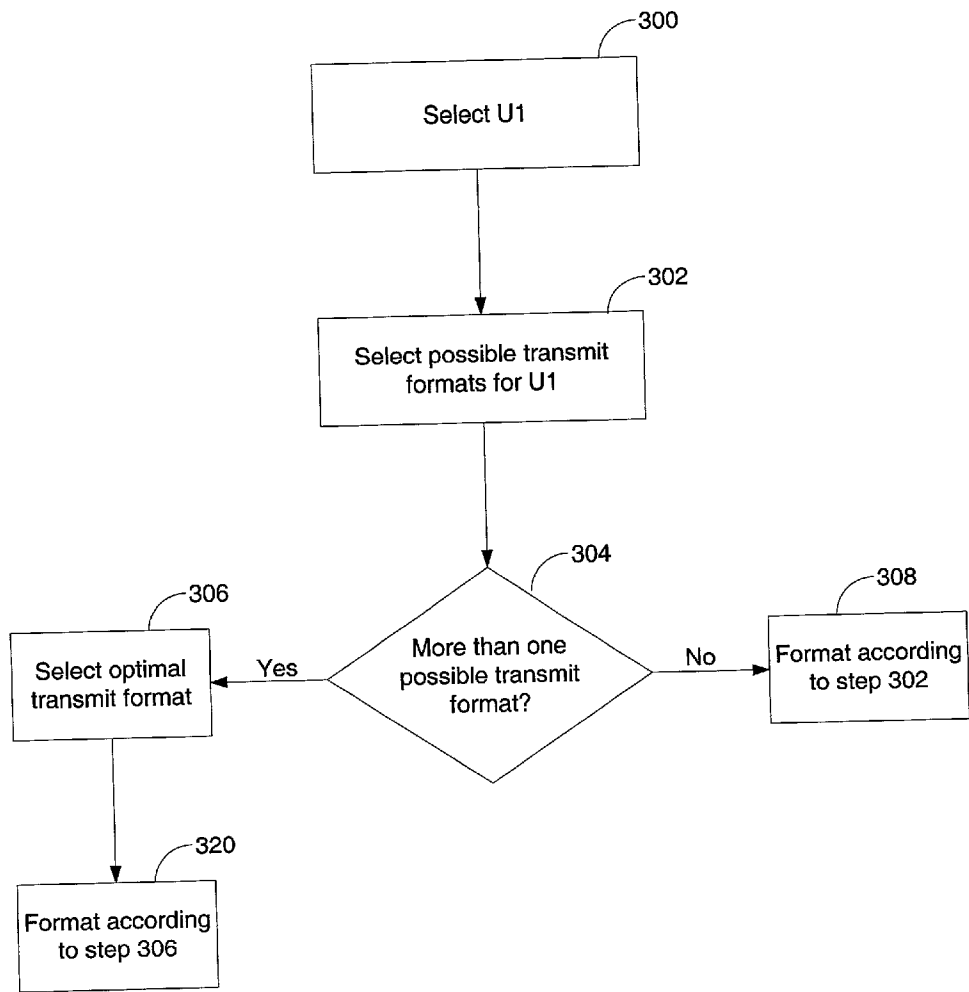 300
Select U1
302
Select possible transmit
formats for U1
304
More than one
possible transmit
format?
Yes
No
306
Select optimal
transmit format
308
Format according
to step 302
320
Format according
to step 306